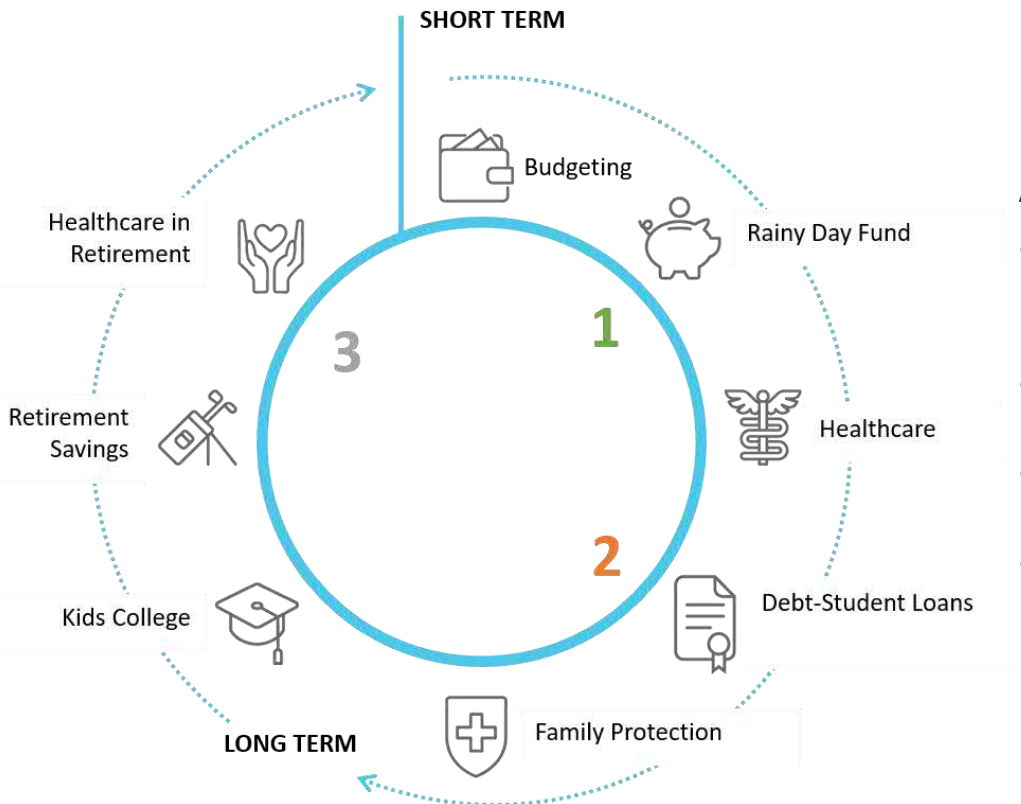 SHORT TERM
Budgeting
Rainy Day Fund
Healthcare
Debt-Student Loans
Family Protection
LONG TERM
Kids College
Retirement
Savings
Healthcare in
Retirement
1
2
3